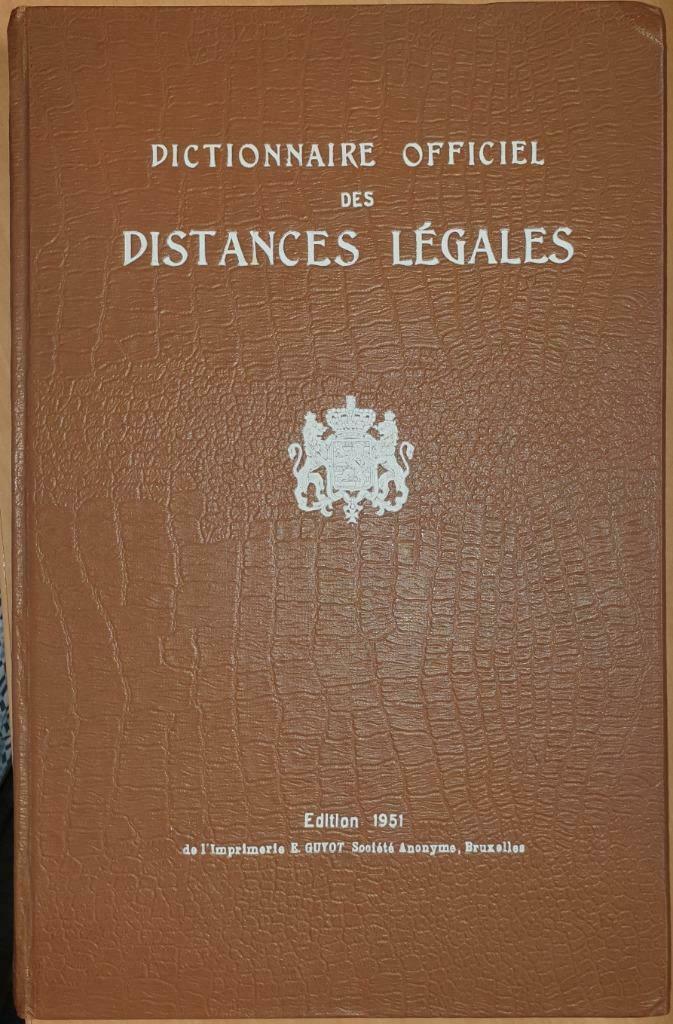 DICTIONNAIRE OFFICIEL
DES
DISTANCES LÉGALES
Edition 1951
de l'Imprimerie E. GUYOT Société Anonyme, Bruxelles